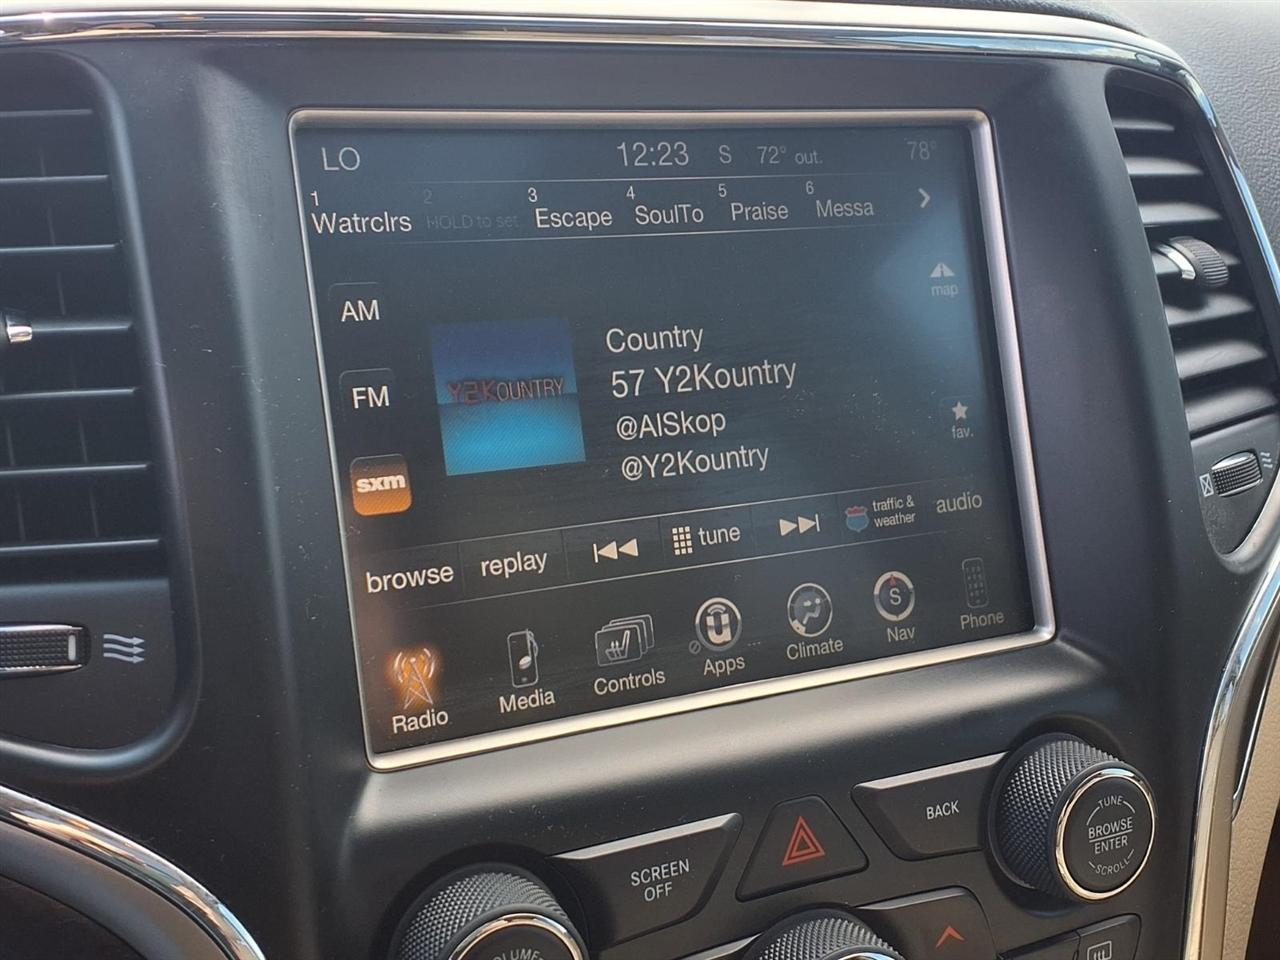 LO 12:23 S 72° out. 78°
1 2 3 4 5 6
Watrclrs HOLD to set Escape SoulTo Praise Messa
AM
FM
sxm
Y2KOUNTRY
Country
57 Y2Kountry
@AlSkop
@Y2Kountry
map
fav.
browse replay tune traffic & weather audio
Radio Media Controls Apps Climate Nav Phone
S
SCREEN
OFF
BACK
TUNE
BROWSE
ENTER
SCROLL
VOLUME